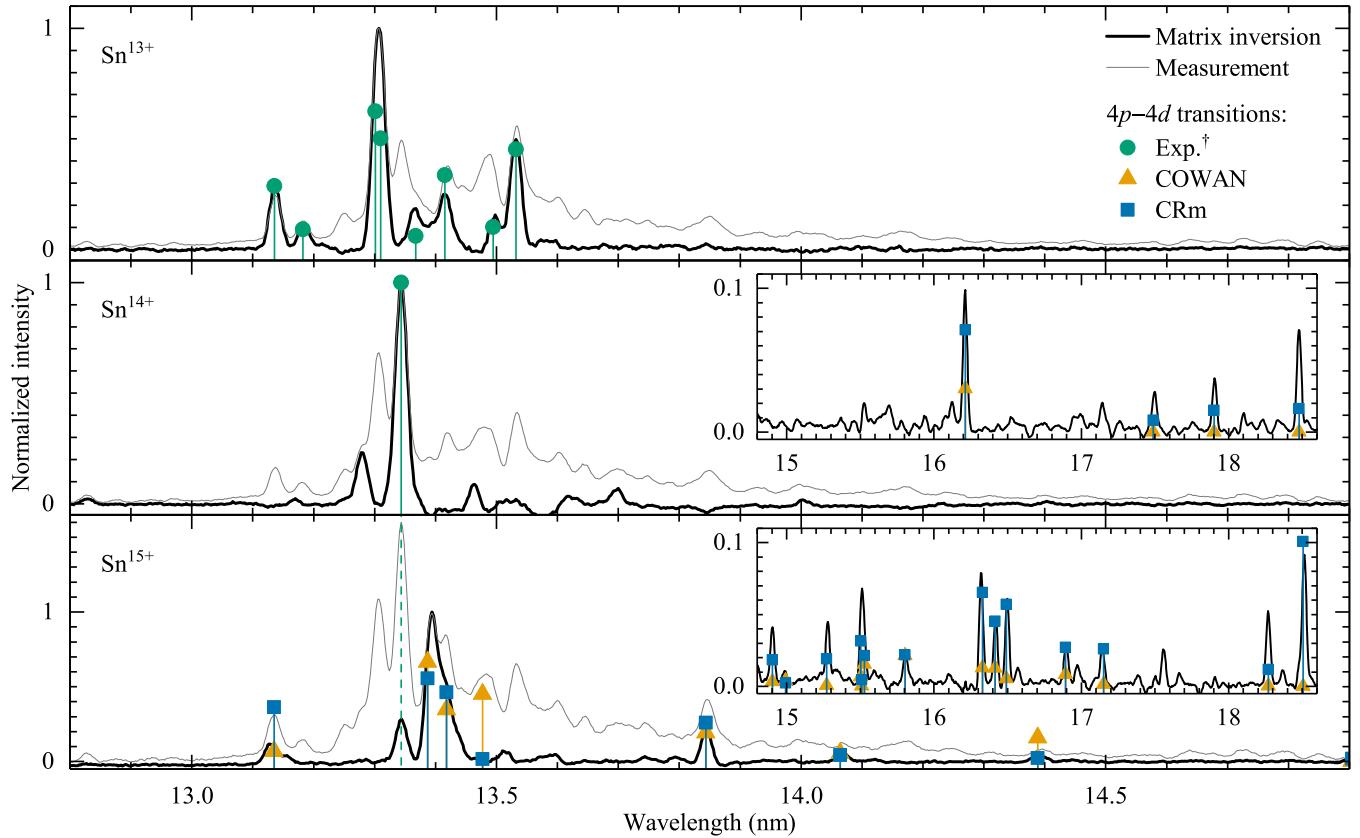 Sn13+
Matrix inversion
Measurement
4p–4d transitions:
Exp.†
COWAN
CRm
1
0
Normalized intensity
Sn14+
1
0
0.1
0.0
15 16 17 18
Sn15+
1
0
0.1
0.0
15 16 17 18
13.0 13.5 14.0 14.5
Wavelength (nm)